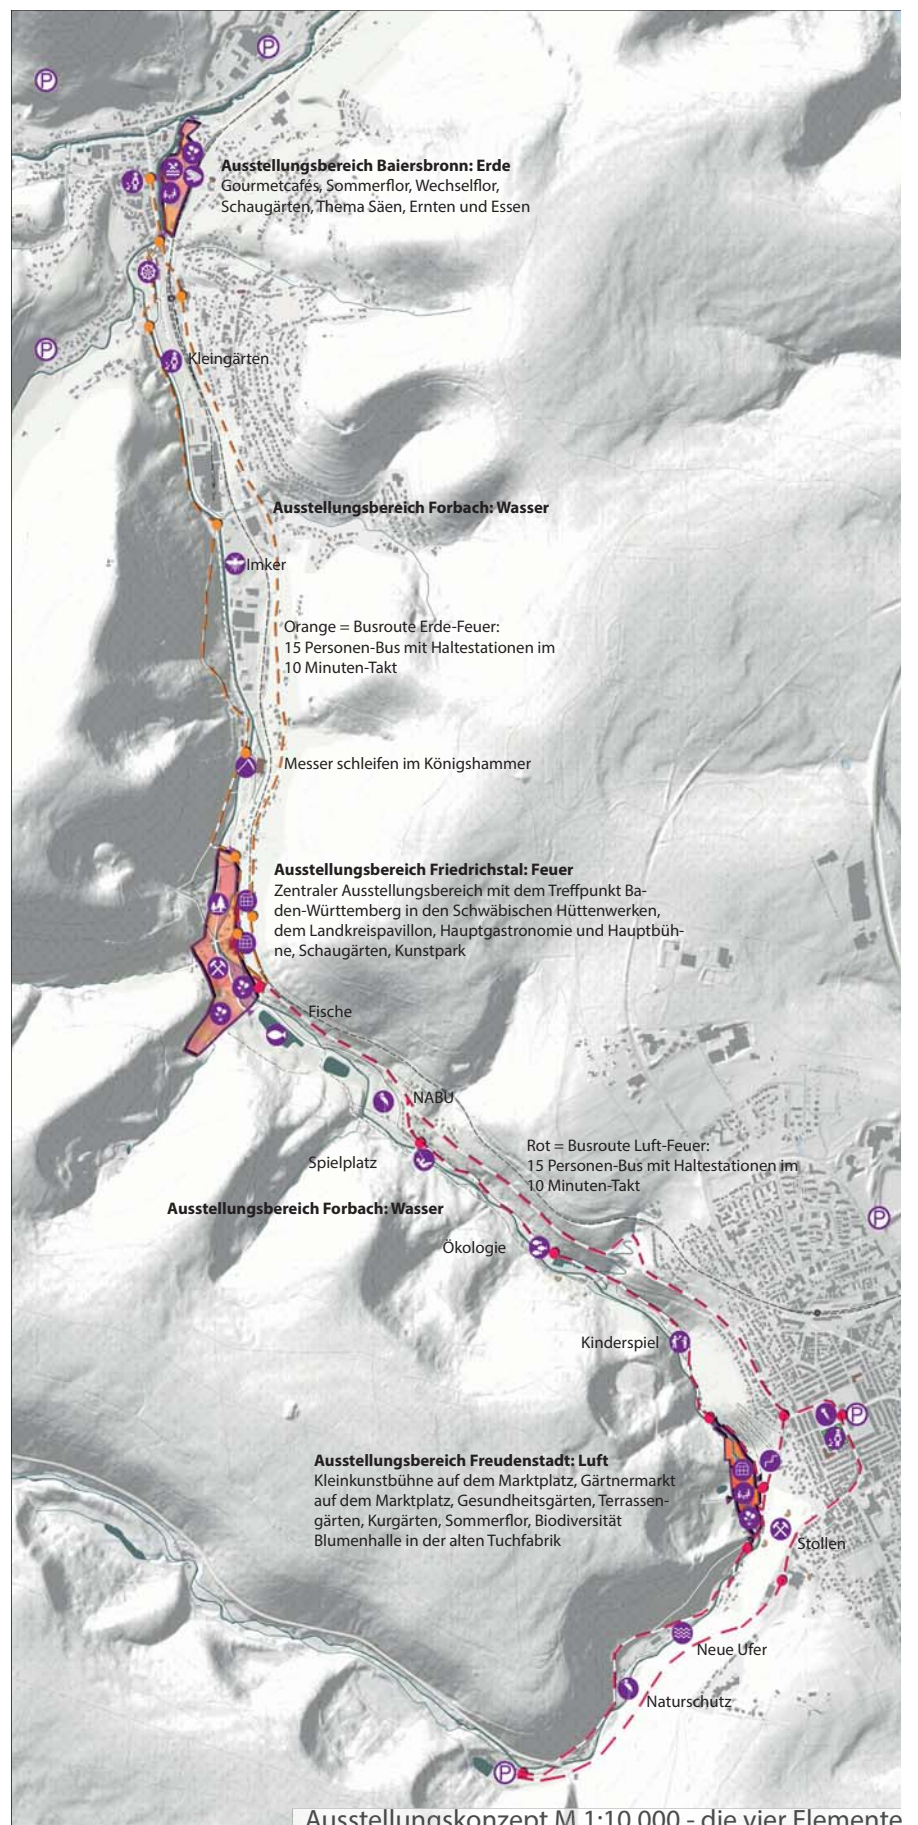 P
P
Ausstellungsbereich Baiersbronn: Erde
Gourmetcafés, Sommerflor, Wechselflor,
Schaugärten, Thema Säen, Ernten und Essen
P
Kleingärten
Ausstellungsbereich Forbach: Wasser
Imker
Orange = Busroute Erde-Feuer:
15 Personen-Bus mit Haltestationen im
10 Minuten-Takt
Messer schleifen im Königshammer
Ausstellungsbereich Friedrichstal: Feuer
Zentraler Ausstellungsbereich mit dem Treffpunkt Ba-
den-Württemberg in den Schwäbischen Hüttenwerken,
dem Landkreispavillon, Hauptgastronomie und Hauptbüh-
ne, Schaugärten, Kunstpark
Fische
NABU
Rot = Busroute Luft-Feuer:
15 Personen-Bus mit Haltestationen im
10 Minuten-Takt
Spielplatz
Ausstellungsbereich Forbach: Wasser
P
Ökologie
Kinderspiel
P
Ausstellungsbereich Freudenstadt: Luft
Kleinkunstbühne auf dem Marktplatz, Gärtnermarkt
auf dem Marktplatz, Gesundheitsgärten, Terrassen-
gärten, Kurgärten, Sommerflor, Biodiversität
Blumenhalle in der alten Tuchfabrik
Stollen
Neue Ufer
Naturschutz
P
Ausstellungskonzept M 1:10 000 - die vier Elemente